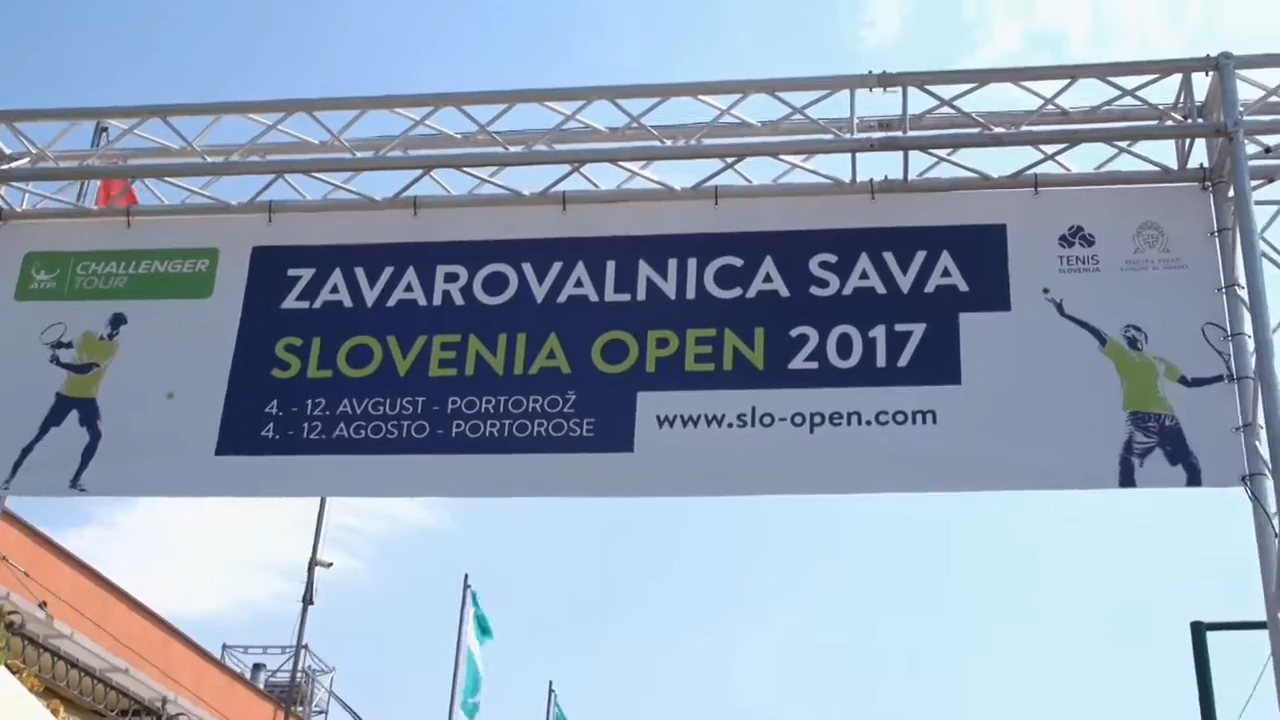 ATP
CHALLENGER
TOUR
ZAVAROVALNICA SAVA
SLOVENIA OPEN 2017
4. - 12. AVGUST - PORTOROŽ
4. - 12. AGOSTO - PORTOROSE
www.slo-open.com
TENIS
SLOVENIJA